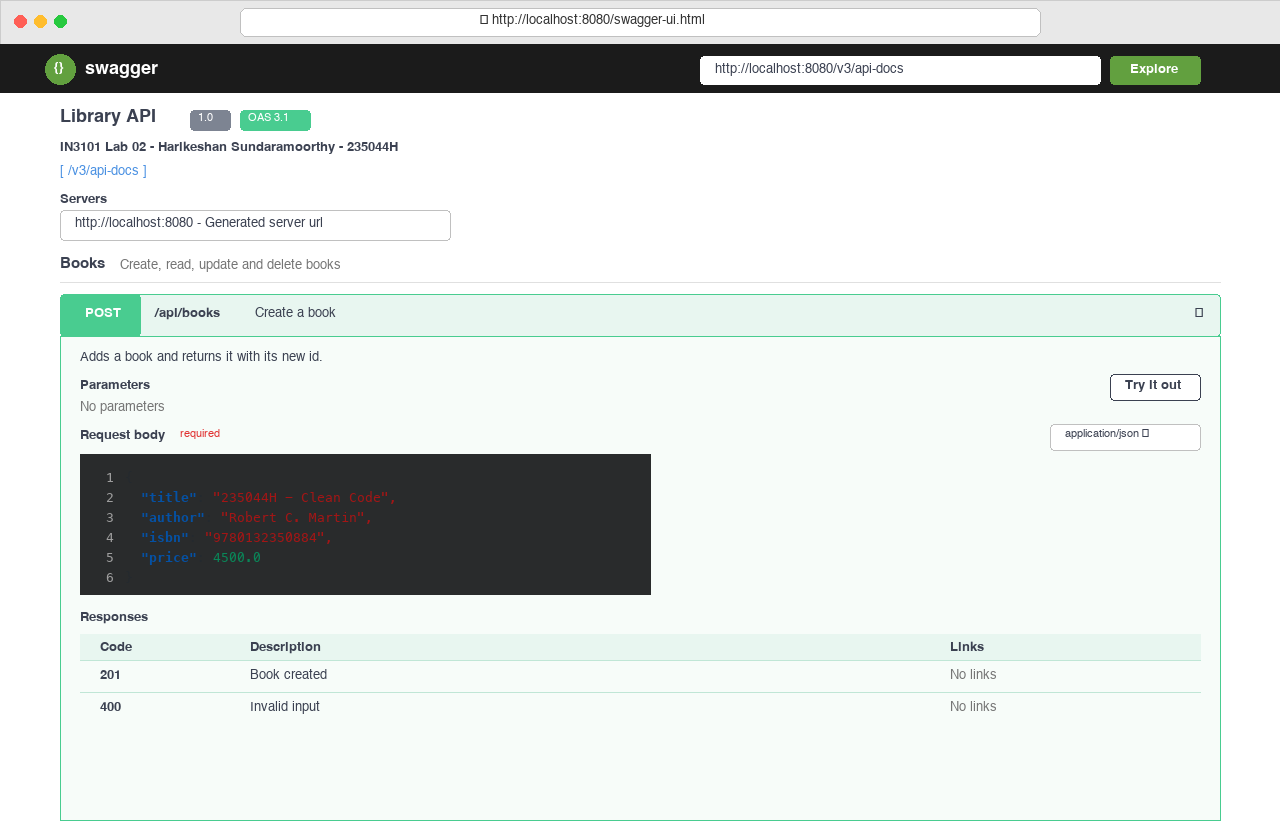 http://localhost:8080/swagger-ui.html
{} swagger http://localhost:8080/v3/api-docs Explore
Library API 1.0 OAS 3.1
IN3101 Lab 02 - Harikeshan Sundaramoorthy - 235044H
[ /v3/api-docs ]
Servers
http://localhost:8080 - Generated server url
Books Create, read, update and delete books
POST /api/books Create a book
Adds a book and returns it with its new id.
Parameters Try it out
No parameters
Request body required application/json
1
2 "title" "235044H – Clean Code",
3 "author" "Robert C. Martin",
4 "isbn" "9780132350884",
5 "price" 4500.0
6
Responses
Code Description Links
201 Book created No links
400 Invalid input No links